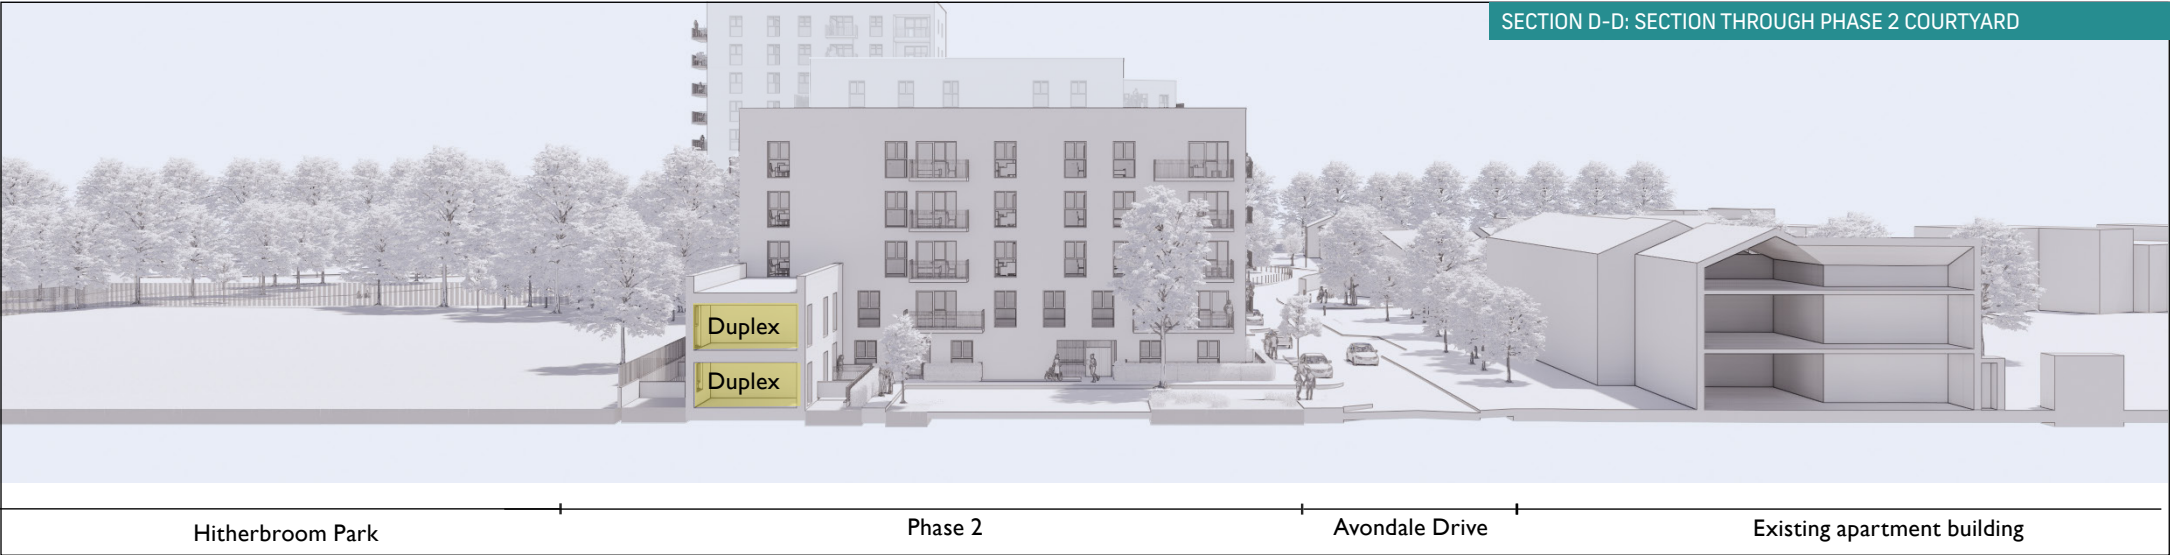 SECTION D-D: SECTION THROUGH PHASE 2 COURTYARD
Duplex
Duplex
Hitherbroom Park
Phase 2
Avondale Drive
Existing apartment building